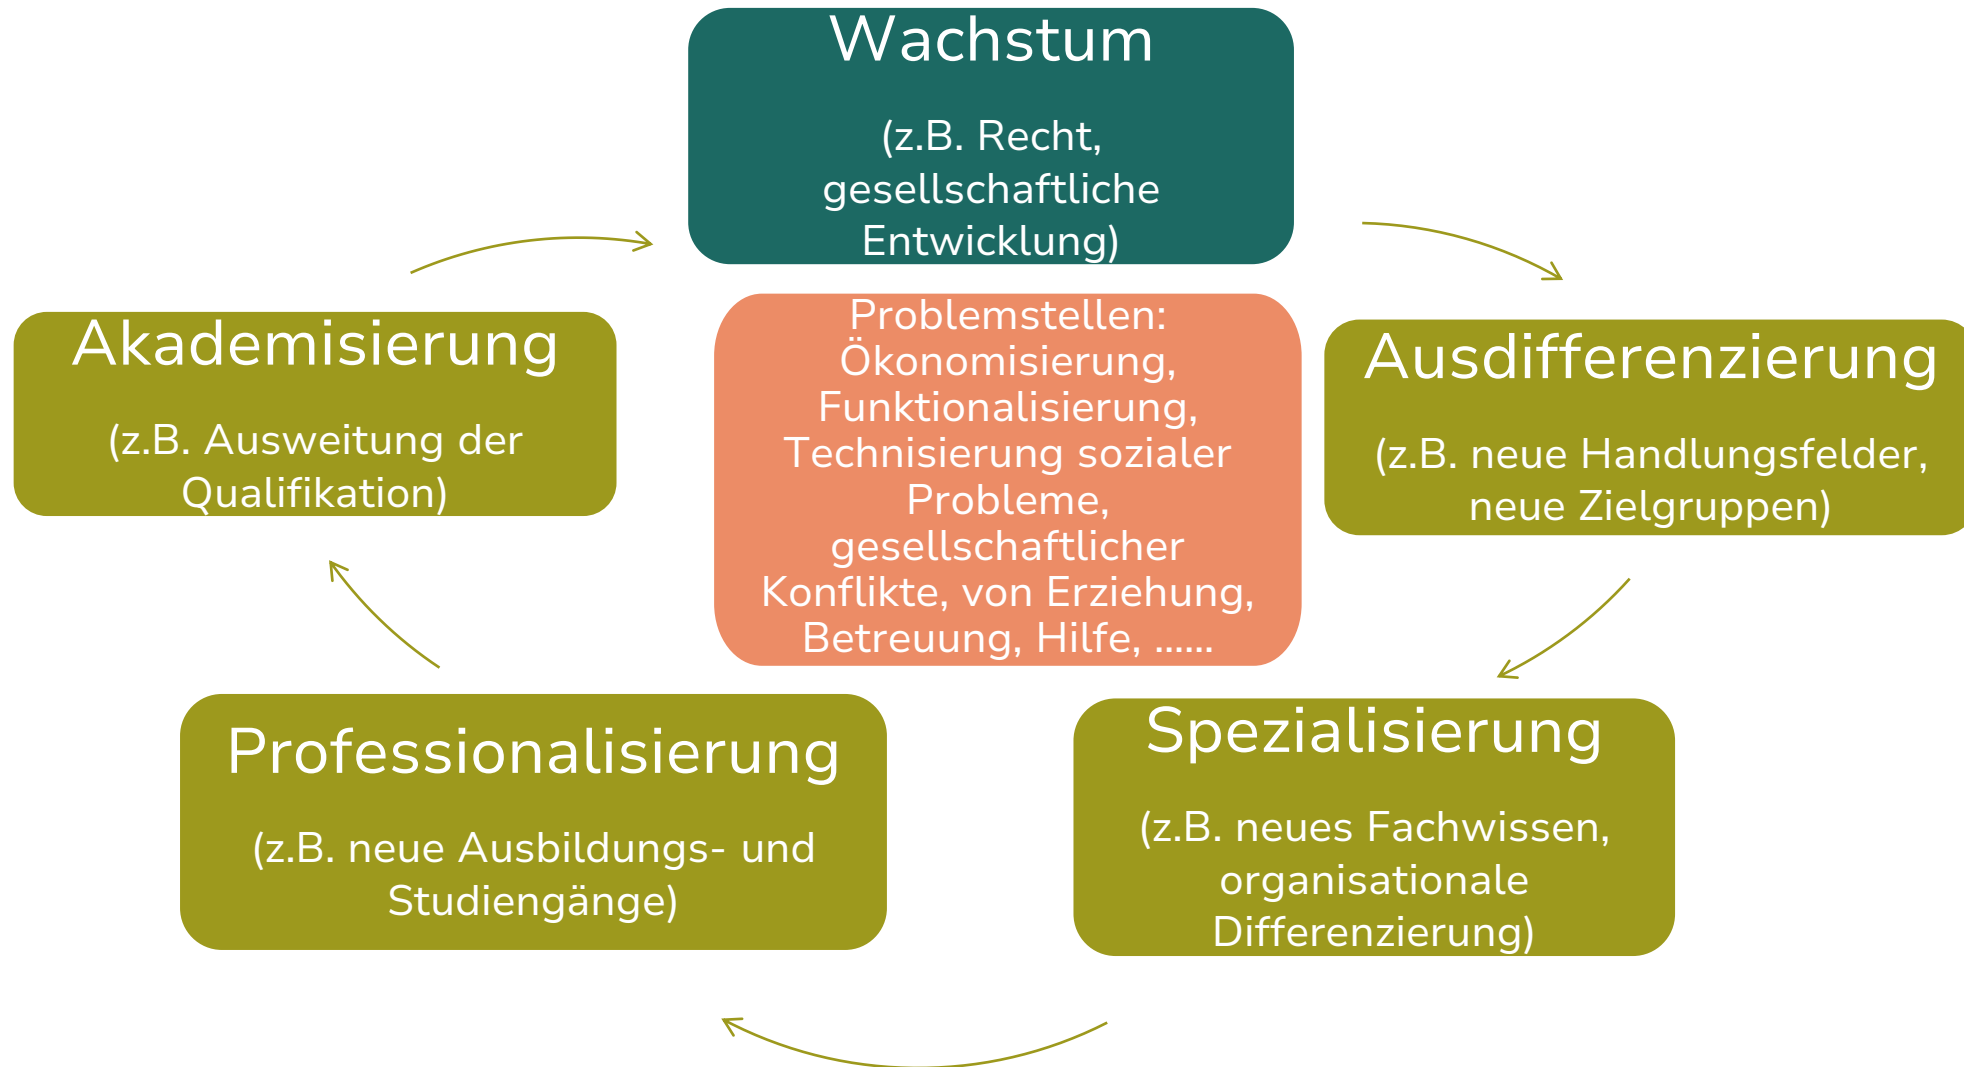 Wachstum
(z.B. Recht,
gesellschaftliche
Entwicklung)
Ausdifferenzierung
(z.B. neue Handlungsfelder,
neue Zielgruppen)
Spezialisierung
(z.B. neues Fachwissen,
organisationale
Differenzierung)
Professionalisierung
(z.B. neue Ausbildungs- und
Studiengänge)
Akademisierung
(z.B. Ausweitung der
Qualifikation)
Problemstellen:
Ökonomisierung,
Funktionalisierung,
Technisierung sozialer
Probleme,
gesellschaftlicher
Konflikte, von Erziehung,
Betreuung, Hilfe, ......